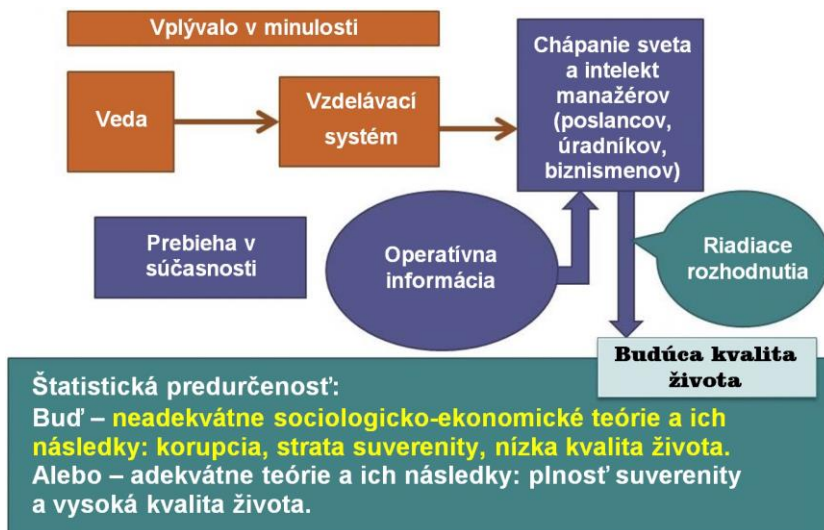 Vplývalo v minulosti
Veda
Vzdelávací
systém
Chápanie sveta
a intelekt
manažérov
(poslancov,
úradníkov,
biznismenov)
Prebieha v
súčasnosti
Operatívna
informácia
Riadiace
rozhodnutia
Budúca kvalita
života
Štatistická predurčenosť:
Buď – neadekvátne sociologicko-ekonomické teórie a ich
následky: korupcia, strata suverenity, nízka kvalita života.
Alebo – adekvátne teórie a ich následky: plnosť suverenity
a vysoká kvalita života.